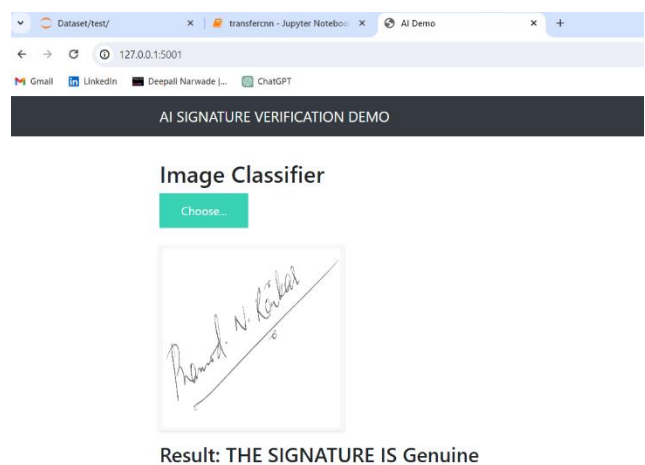 Dataset/test/
transfercnn - Jupyter Noteboo
AI Demo
127.0.0.1:5001
Gmail
LinkedIn
Deepali Narwade |...
ChatGPT
AI SIGNATURE VERIFICATION DEMO
Image Classifier
Choose...
N.
Result: THE SIGNATURE IS Genuine